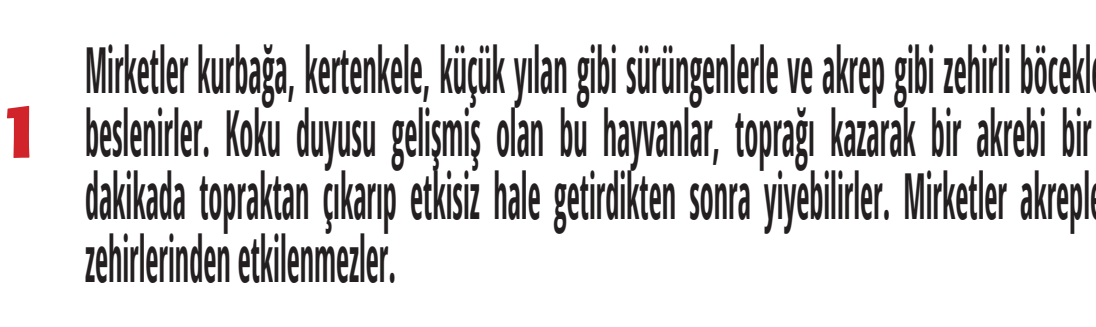 1
Mirketler kurbağa, kertenkele, küçük yılan gibi sürüngenlerle ve akrep gibi zehirli böcekle
beslenirler. Koku duyusu gelişmiş olan bu hayvanlar, toprağı kazarak bir akrebi bir
dakikada topraktan çıkarıp etkisiz hale getirdikten sonra yiyebilirler. Mirketler akreple
zehirlerinden etkilenmezler.